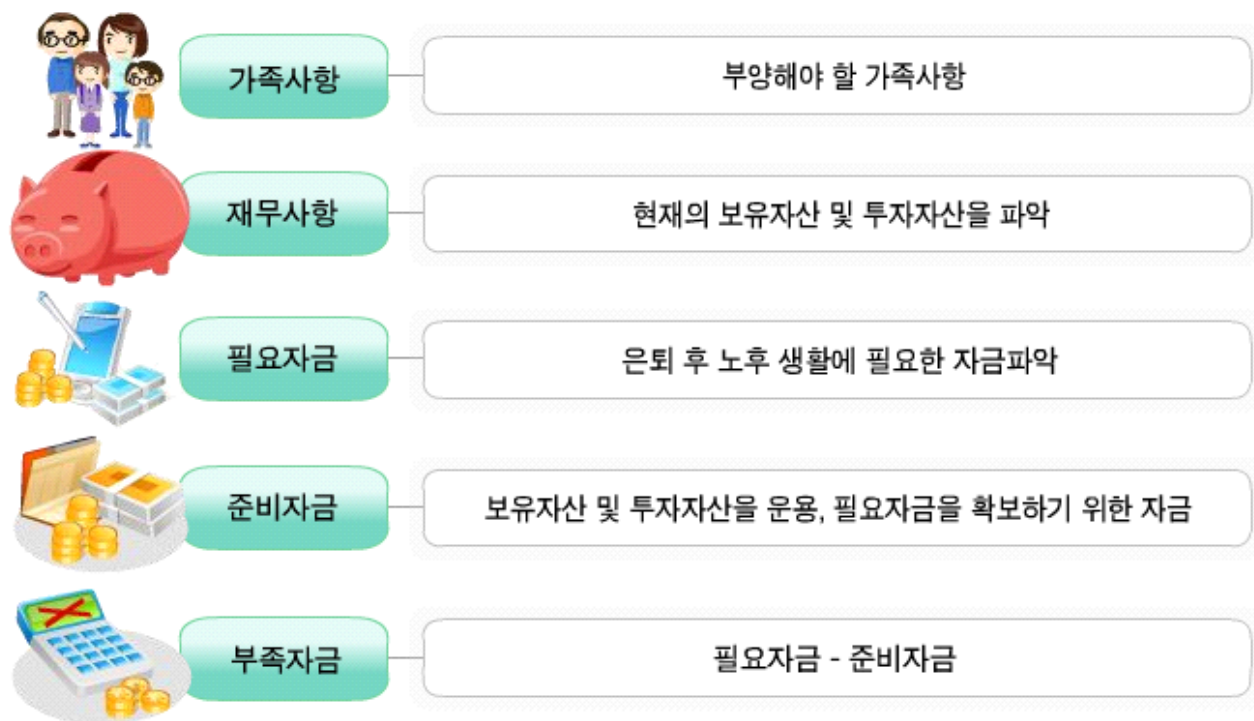 가족사항
부양해야 할 가족사항
재무사항
현재의 보유자산 및 투자자산을 파악
필요자금
은퇴 후 노후 생활에 필요한 자금파악
준비자금
보유자산 및 투자자산을 운용, 필요자금을 확보하기 위한 자금
부족자금
필요자금 - 준비자금